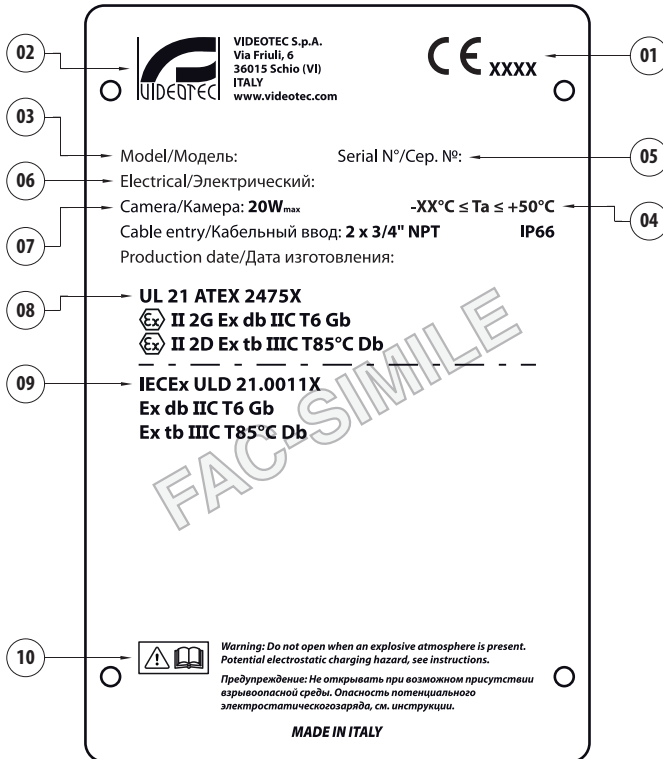 02
VIDEOTEC
VIDEOTEC S.p.A.
Via Friuli, 6
36015 Schio (VI)
ITALY
www.videotec.com
CE XXXX
01
03
Model/Модель:
Serial N°/Сер. №:
05
06
Electrical/Электрический:
07
Camera/Камера: 20Wmax
-XX°C ≤ Ta ≤ +50°C
04
Cable entry/Кабельный ввод: 2 x 3/4" NPT
IP66
Production date/Дата изготовления:
08
UL 21 ATEX 2475X
Ex II 2G Ex db IIC T6 Gb
Ex II 2D Ex tb IIIC T85°C Db
09
IECEx ULD 21.0011X
Ex db IIC T6 Gb
Ex tb IIIC T85°C Db
FAC-SIMILE
10
Warning: Do not open when an explosive atmosphere is present.
Potential electrostatic charging hazard, see instructions.
Предупреждение: Не открывать при возможном присутствии
взрывоопасной среды. Опасность потенциального
электростатическогозаряда, см. инструкции.
MADE IN ITALY